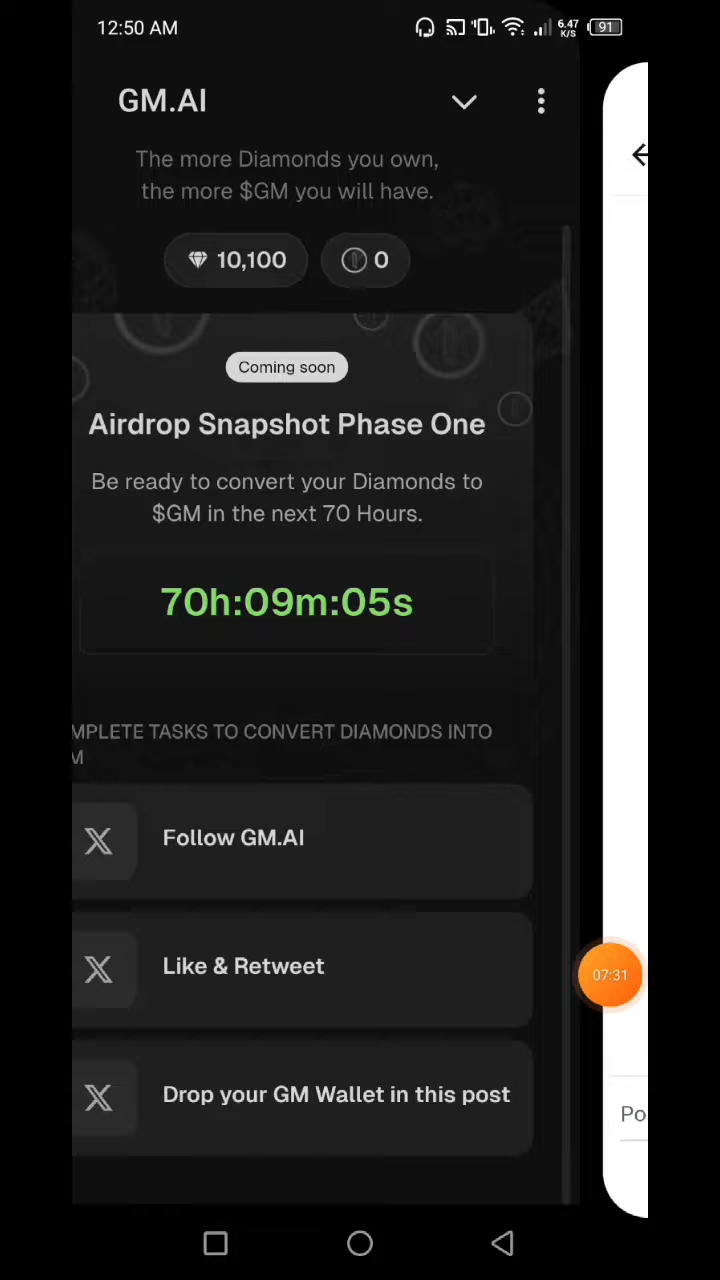 12:50 AM
6.47
K/S
91
GM.AI
The more Diamonds you own,
the more $GM you will have.
10,100
0
Coming soon
Airdrop Snapshot Phase One
Be ready to convert your Diamonds to
$GM in the next 70 Hours.
70h:09m:05s
MPLETE TASKS TO CONVERT DIAMONDS INTO
M
Follow GM.AI
Like & Retweet
07:31
Drop your GM Wallet in this post
Po